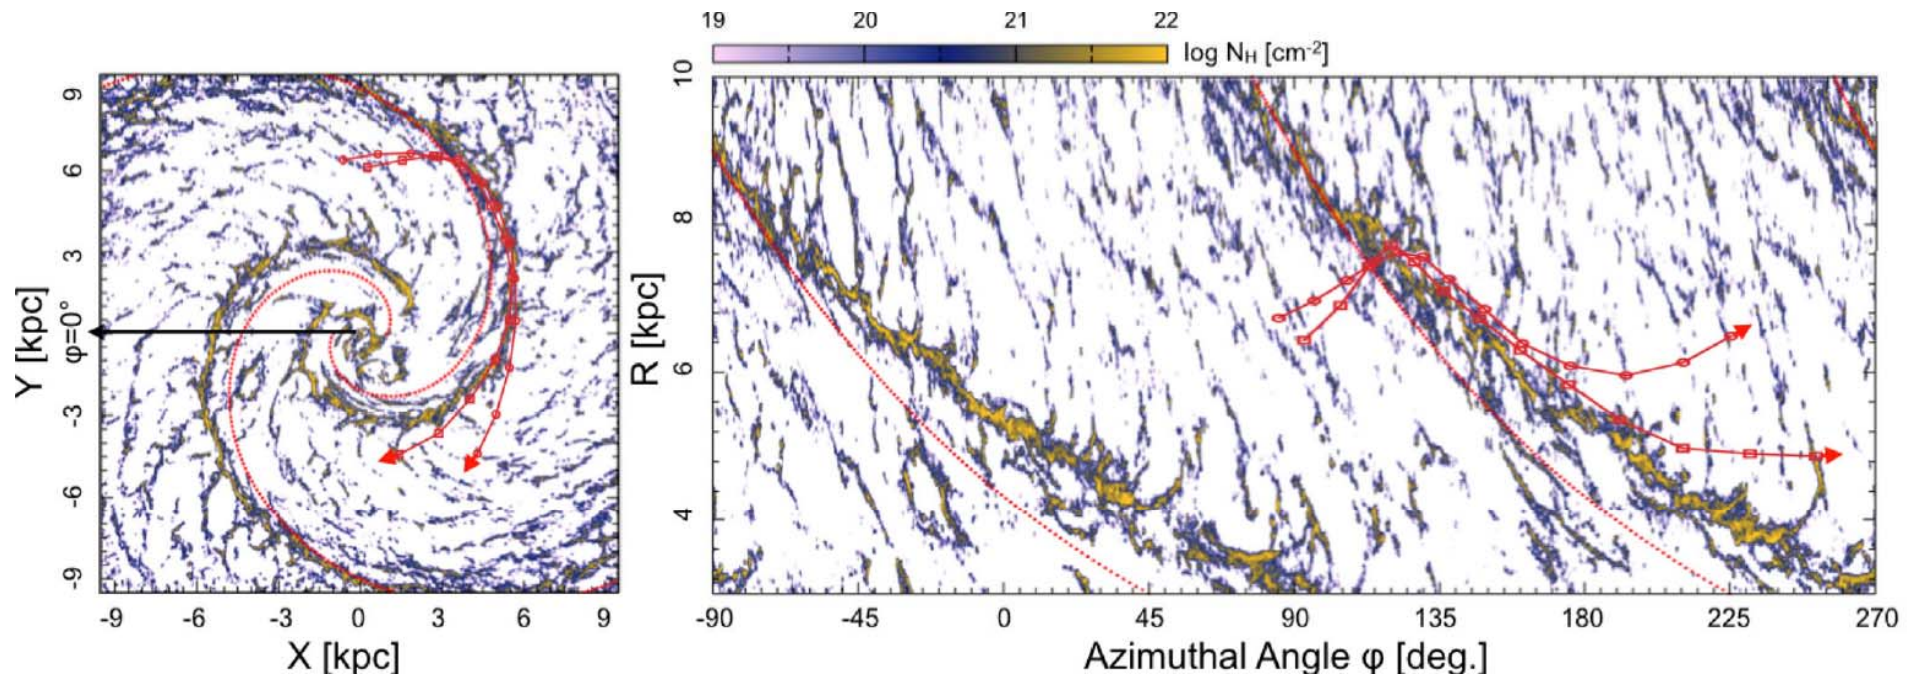 19 20 21 22
log N_H [cm⁻²]
9
6
3
0
-3
-6
-9
Y [kpc]
φ=0°
-9 -6 -3 0 3 6 9
X [kpc]
10
8
6
4
R [kpc]
-90 -45 0 45 90 135 180 225 270
Azimuthal Angle φ [deg.]